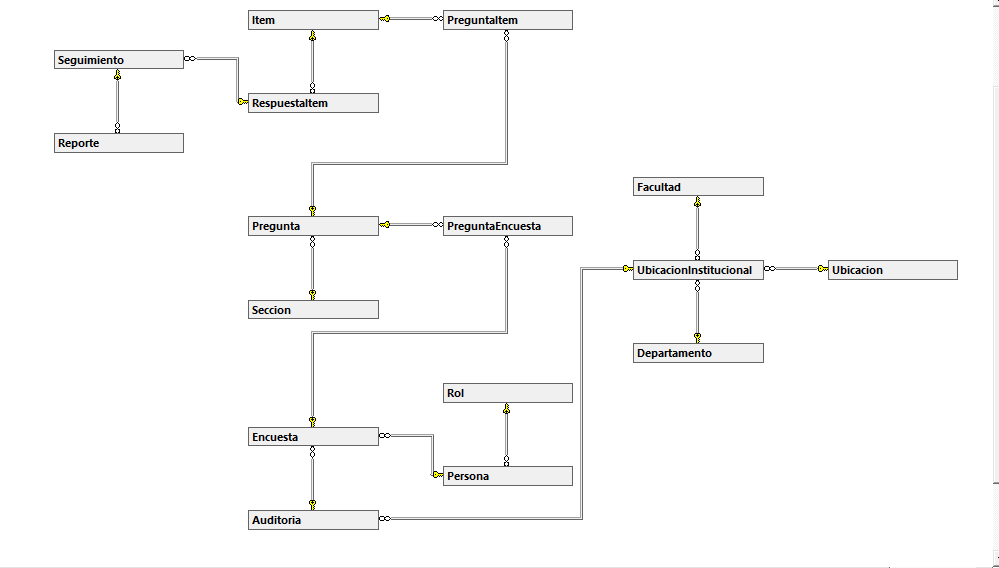 Item
PreguntaItem
Seguimiento
RespuestaItem
Reporte
Facultad
Pregunta
PreguntaEncuesta
UbicacionInstitucional
Ubicacion
Seccion
Departamento
Rol
Encuesta
Persona
Auditoria